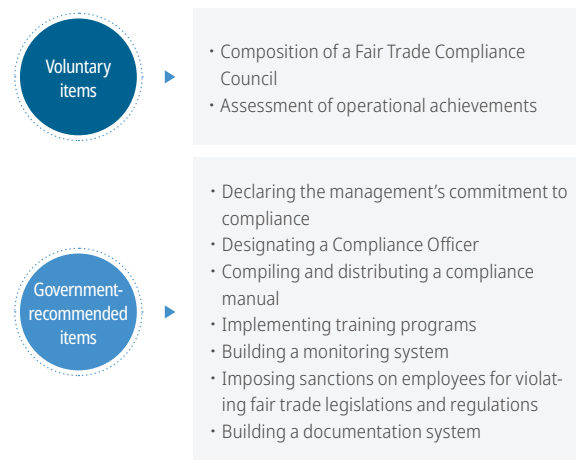 Voluntary
items
・Composition of a Fair Trade Compliance
Council
・Assessment of operational achievements
Government-
recommended
items
・Declaring the management’s commitment to
compliance
・Designating a Compliance Officer
・Compiling and distributing a compliance
manual
・Implementing training programs
・Building a monitoring system
・Imposing sanctions on employees for violat-
ing fair trade legislations and regulations
・Building a documentation system